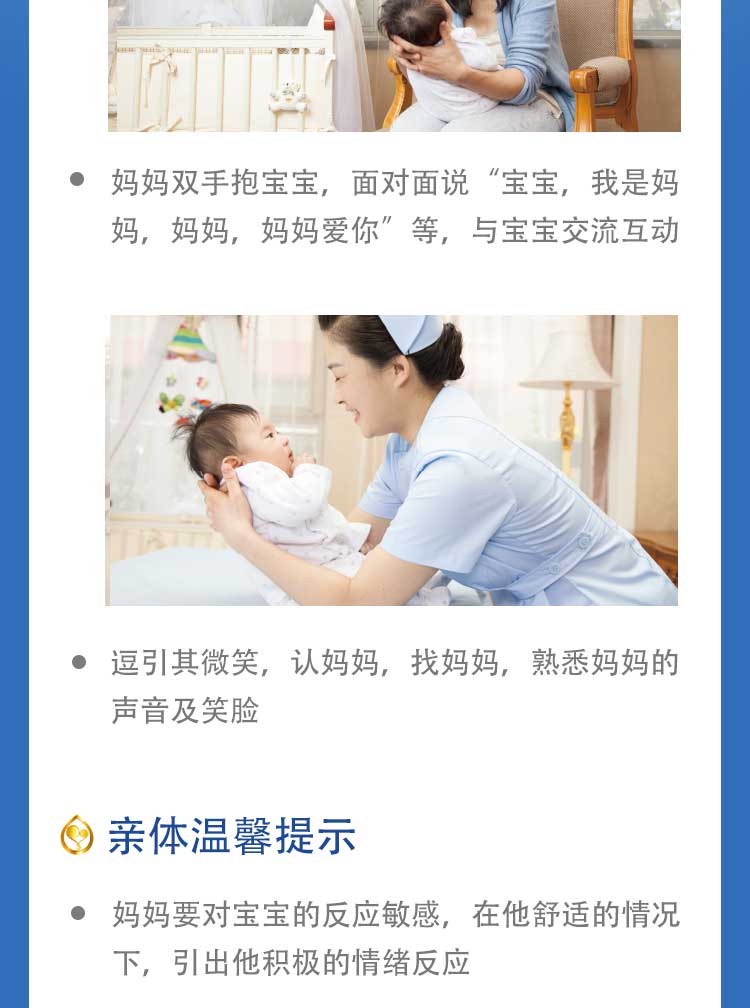 妈妈双手抱宝宝，面对面说“宝宝，我是妈
妈，妈妈，妈妈爱你”等，与宝宝交流互动
逗引其微笑，认妈妈，找妈妈，熟悉妈妈的
声音及笑脸
亲体温馨提示
妈妈要对宝宝的反应敏感，在他舒适的情况
下，引出他积极的情绪反应